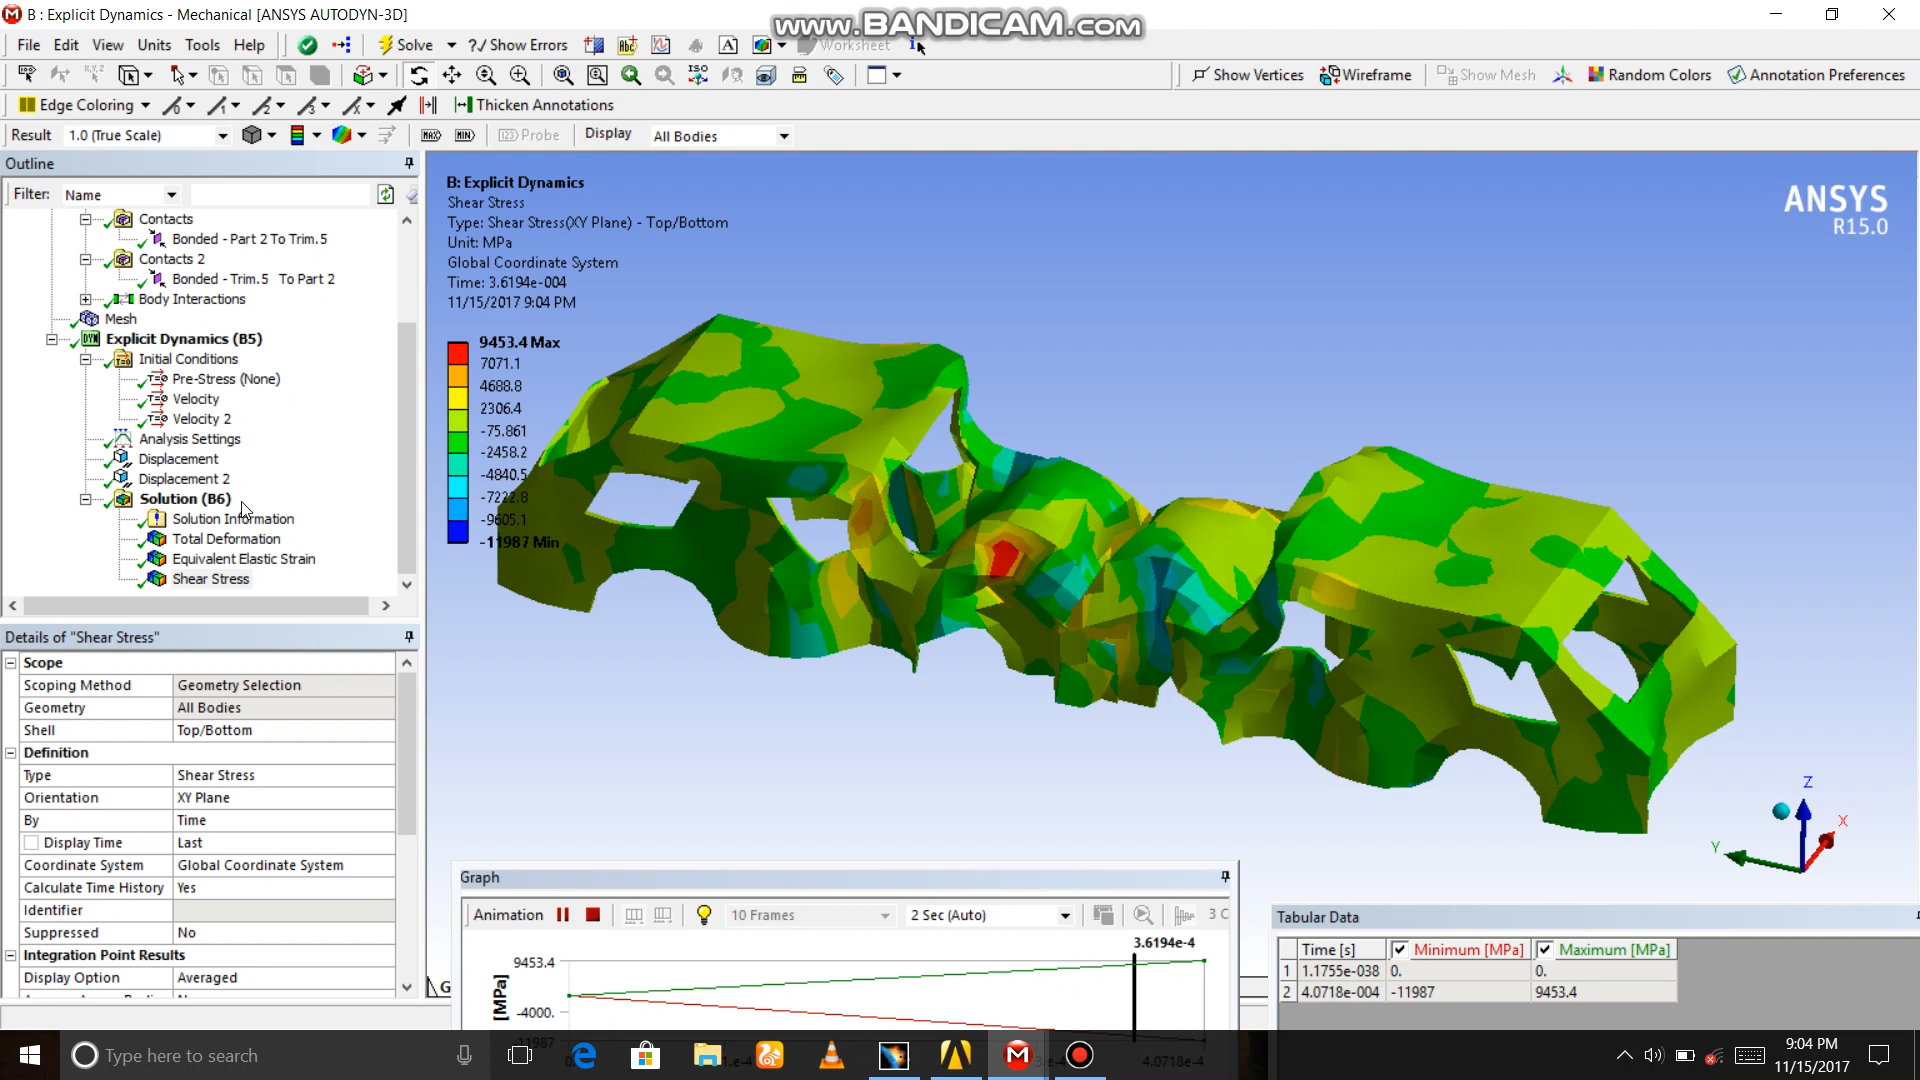 B : Explicit Dynamics - Mechanical [ANSYS AUTODYN-3D]
www.BANDICAM.com
File Edit View Units Tools Help
Solve ?/ Show Errors Worksheet
Show Vertices Wireframe Show Mesh Random Colors Annotation Preferences
Edge Coloring Thicken Annotations
Result 1.0 (True Scale) MAX MIN Probe Display All Bodies
Outline
Filter: Name
Contacts
Bonded - Part 2 To Trim.5
Contacts 2
Bonded - Trim.5 To Part 2
Body Interactions
Mesh
Explicit Dynamics (B5)
Initial Conditions
Pre-Stress (None)
Velocity
Velocity 2
Analysis Settings
Displacement
Displacement 2
Solution (B6)
Solution Information
Total Deformation
Equivalent Elastic Strain
Shear Stress
Details of "Shear Stress"
Scope
Scoping Method Geometry Selection
Geometry All Bodies
Shell Top/Bottom
Definition
Type Shear Stress
Orientation XY Plane
By Time
Display Time Last
Coordinate System Global Coordinate System
Calculate Time History Yes
Identifier
Suppressed No
Integration Point Results
Display Option Averaged
B: Explicit Dynamics
Shear Stress
Type: Shear Stress(XY Plane) - Top/Bottom
Unit: MPa
Global Coordinate System
Time: 3.6194e-004
11/15/2017 9:04 PM
9453.4 Max
7071.1
4688.8
2306.4
-75.861
-2458.2
-4840.5
-7222.8
-9605.1
-11987 Min
ANSYS
R15.0
Z
X
Y
Graph
Animation 10 Frames 2 Sec (Auto) 3 C
3.6194e-4
9453.4
-4000.
-11987
[MPa]
4.0718e-4
Tabular Data
Time [s] Minimum [MPa] Maximum [MPa]
1 1.1755e-038 0. 0.
2 4.0718e-004 -11987 9453.4
Type here to search
9:04 PM
11/15/2017